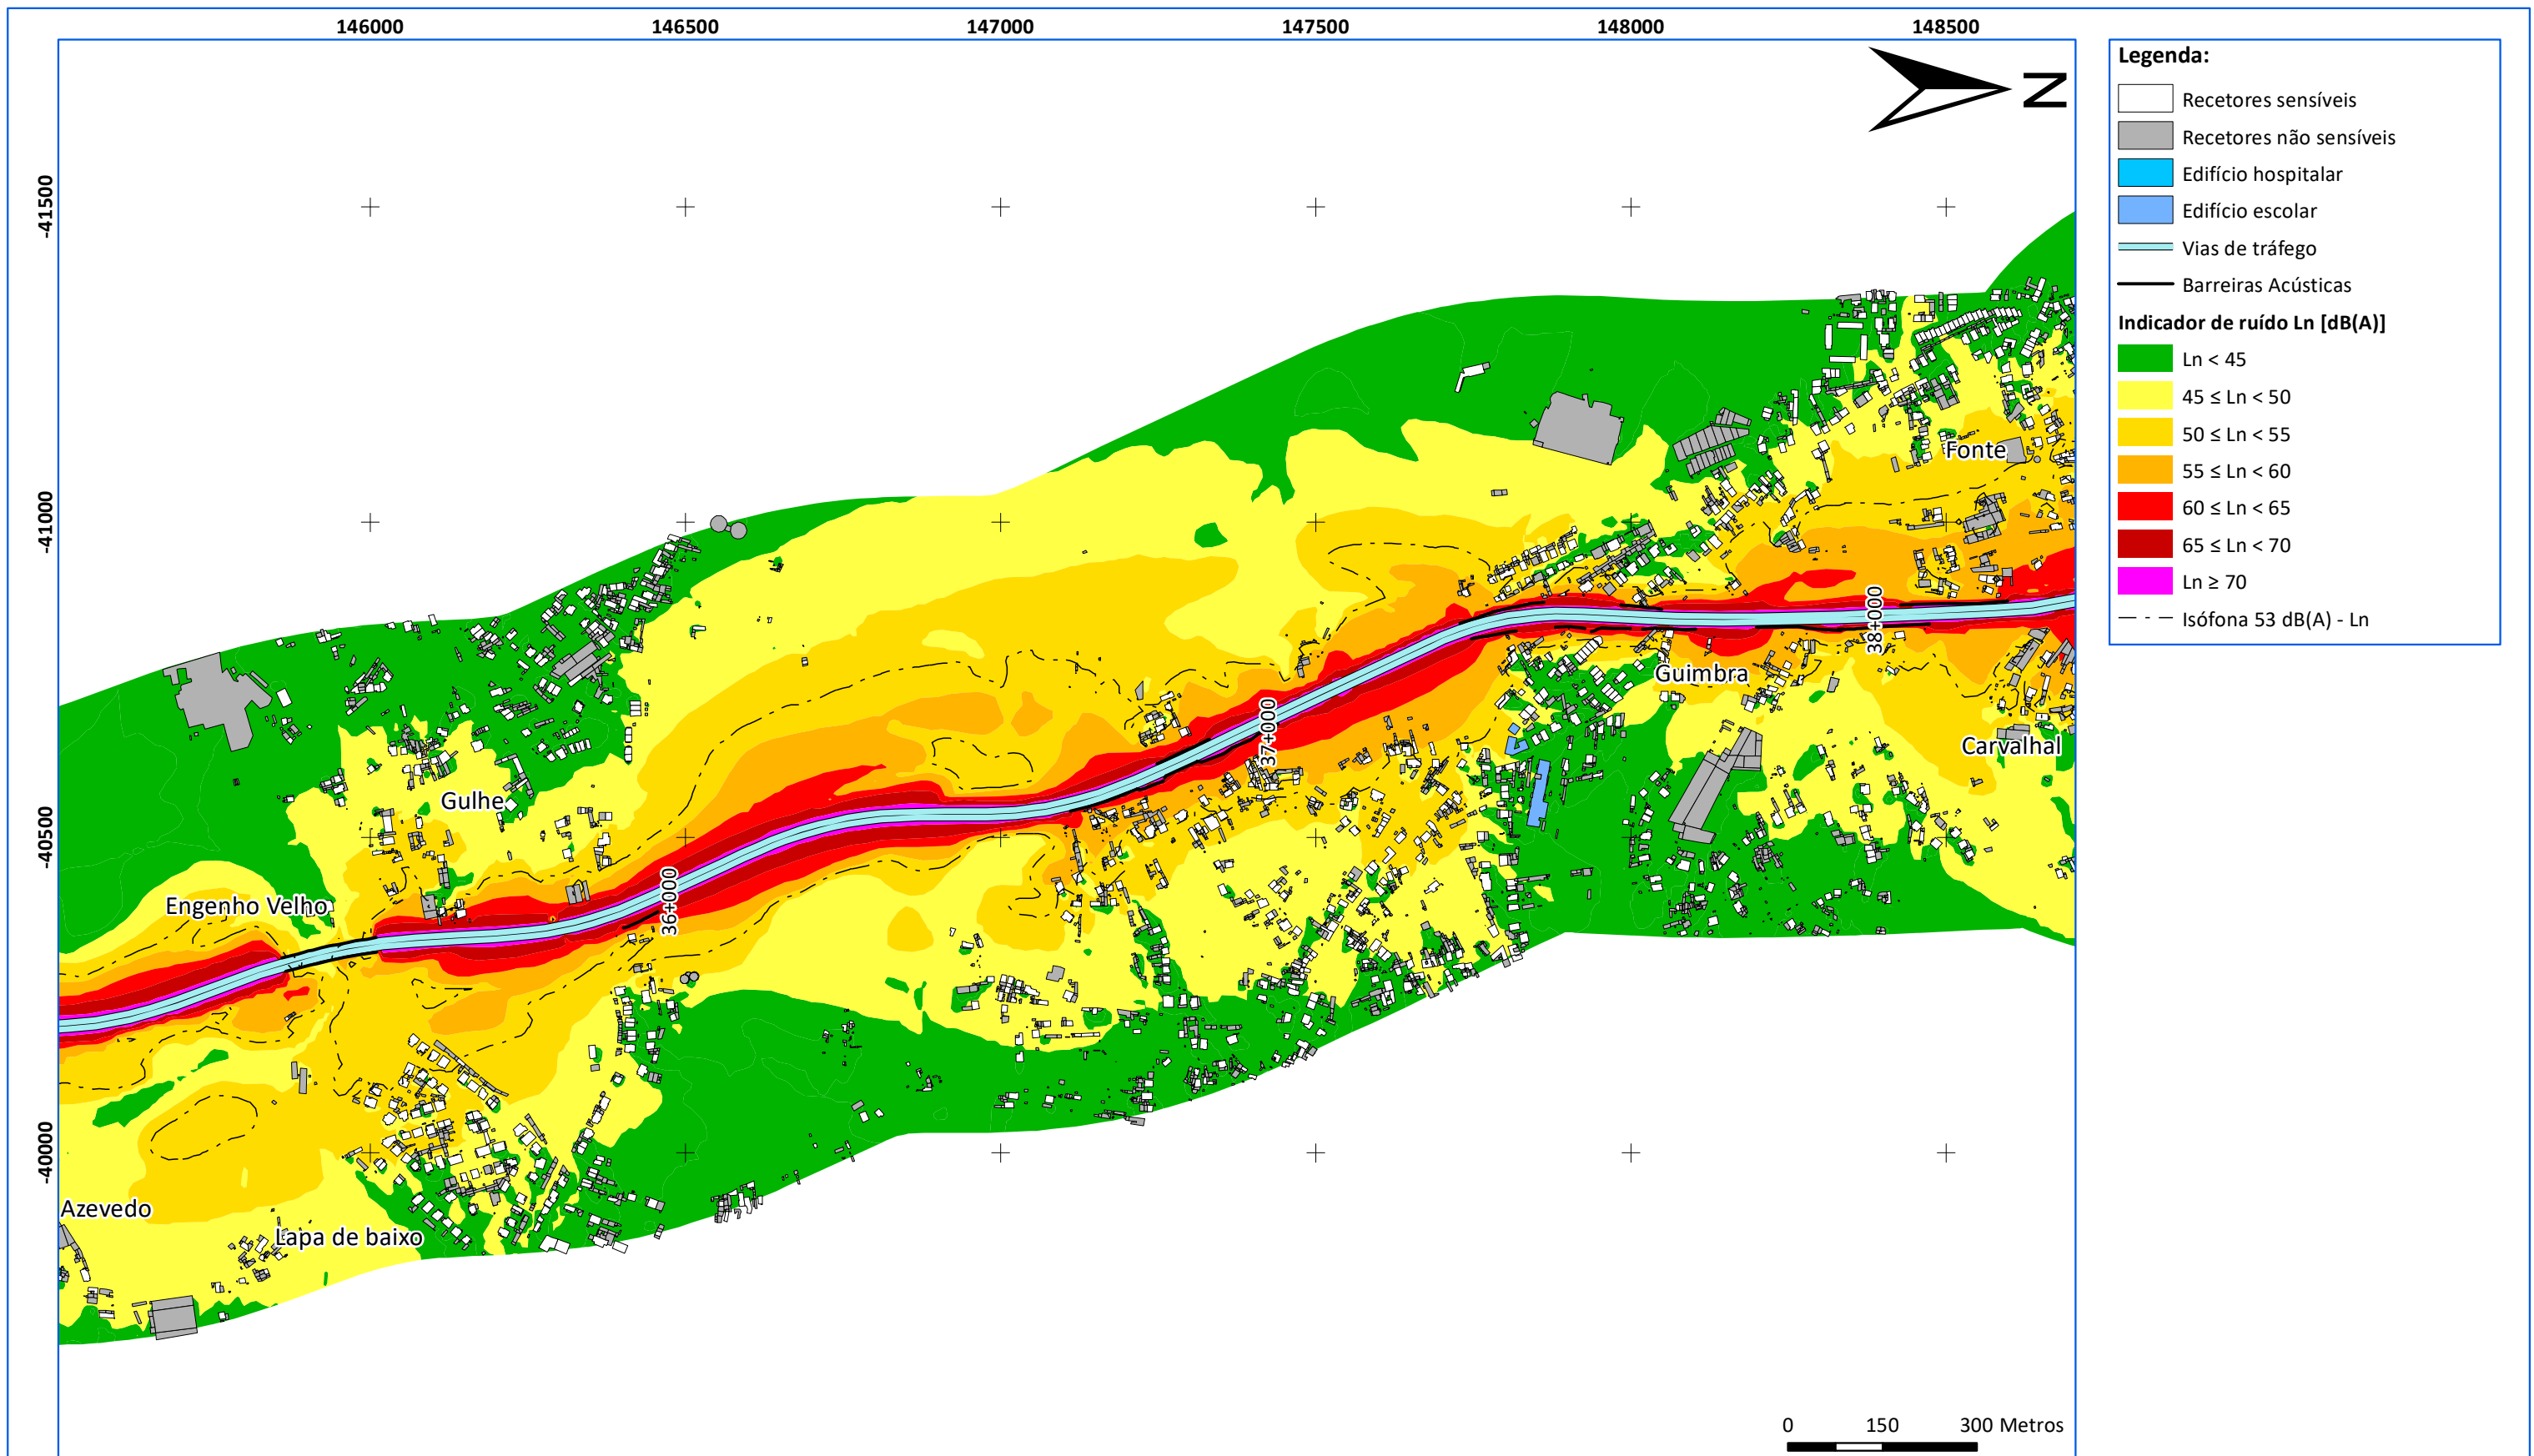 146000 146500 147000 147500 148000 148500
Legenda:
Recetores sensíveis
Recetores não sensíveis
Edifício hospitalar
Edifício escolar
Vias de tráfego
Barreiras Acústicas
Indicador de ruído Ln [dB(A)]
Ln < 45
45 ≤ Ln < 50
50 ≤ Ln < 55
55 ≤ Ln < 60
60 ≤ Ln < 65
65 ≤ Ln < 70
Ln ≥ 70
Isófona 53 dB(A) - Ln
N
-41500
-41000
-40500
-40000
Fonte
38+000
Guimbra
37+000
Carvalhal
Gulhe
36+000
Engenho Velho
Azevedo
Lapa de baixo
0 150 300 Metros